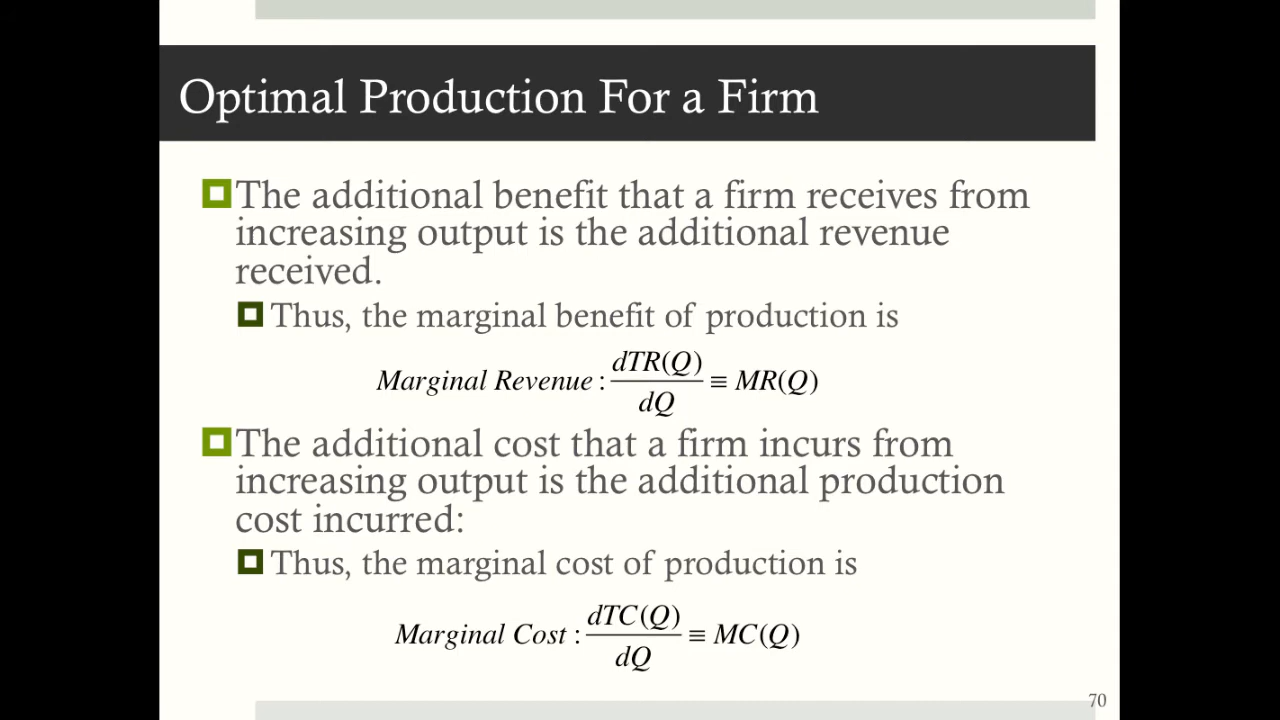 Optimal Production For a Firm
The additional benefit that a firm receives from
increasing output is the additional revenue
received.
Thus, the marginal benefit of production is
Marginal Revenue : dTR(Q)/dQ ≡ MR(Q)
The additional cost that a firm incurs from
increasing output is the additional production
cost incurred:
Thus, the marginal cost of production is
Marginal Cost : dTC(Q)/dQ ≡ MC(Q)
70